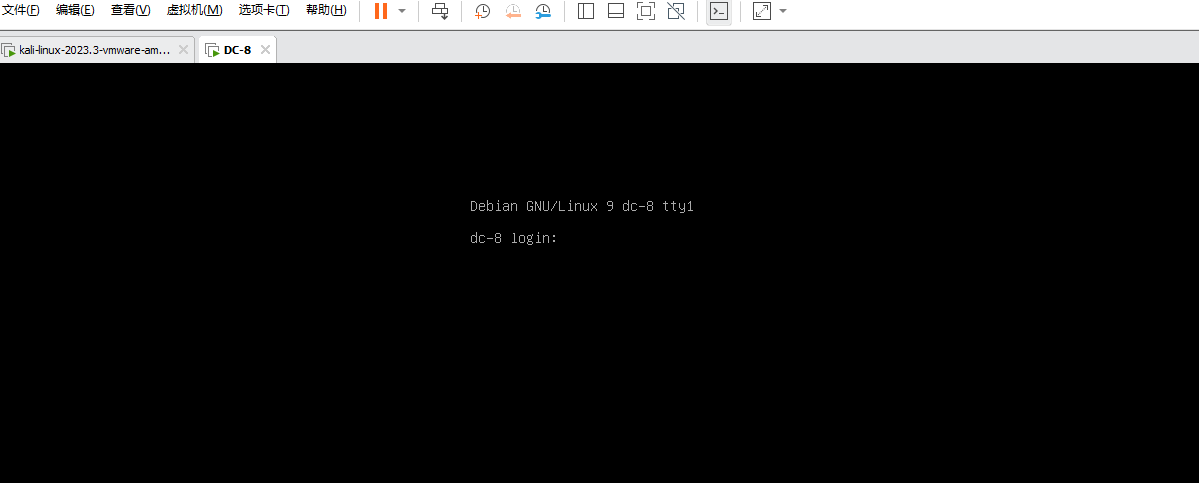 文件(F) 编辑(E) 查看(V) 虚拟机(M) 选项卡(T) 帮助(H)
kali-linux-2023.3-vmware-am... DC-8
Debian GNU/Linux 9 dc-8 tty1
dc-8 login: